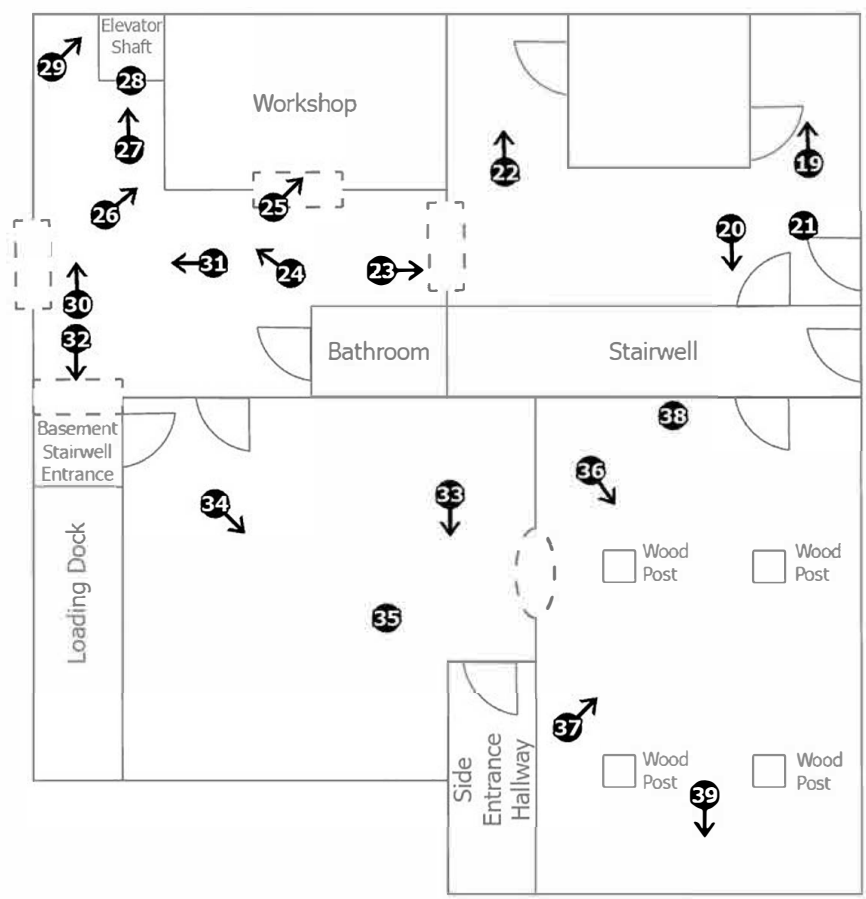 Elevator
Shaft
29
28
Workshop
27
22
19
26
25
20
21
31
24
23
30
32
Bathroom
Stairwell
Basement
Stairwell
Entrance
38
36
34
33
Wood
Post
Wood
Post
Loading Dock
35
37
Side
Entrance
Hallway
Wood
Post
Wood
Post
39